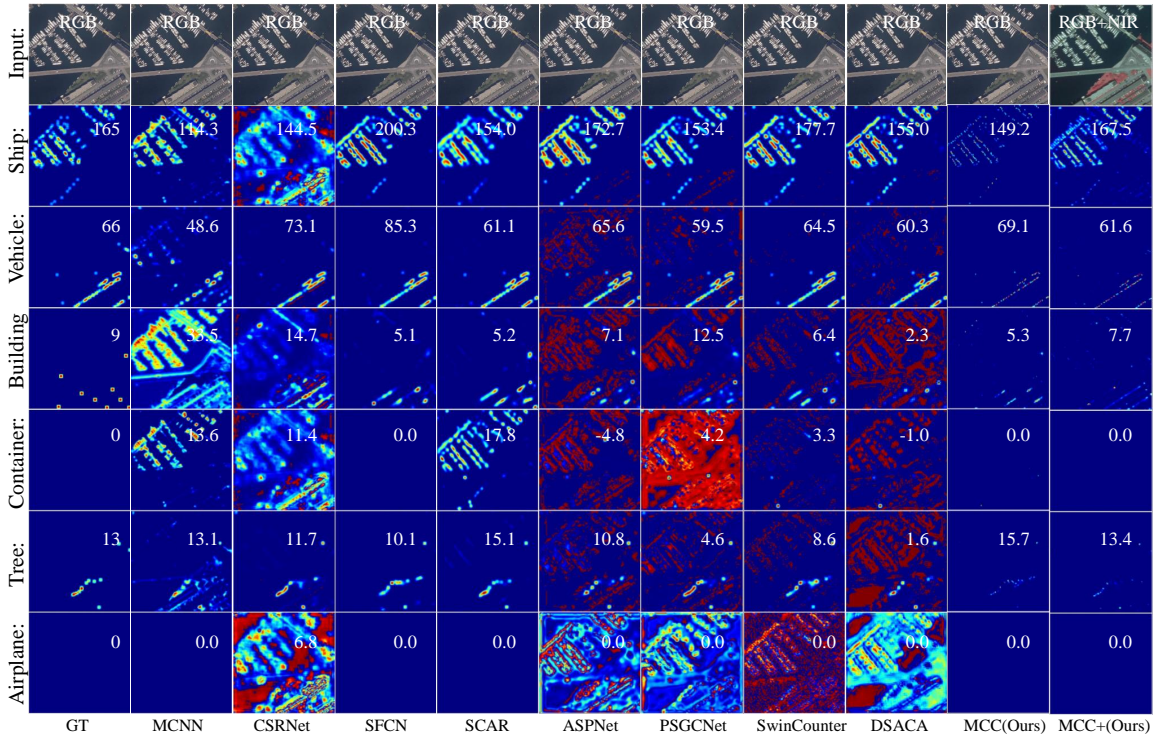 Input: RGB RGB RGB RGB RGB RGB RGB RGB RGB RGB RGB+NIR
Ship: 165 114.3 144.5 200.3 154.0 172.7 153.4 177.7 155.0 149.2 167.5
Vehicle: 66 48.6 73.1 85.3 61.1 65.6 59.5 64.5 60.3 69.1 61.6
Building 9 33.5 14.7 5.1 5.2 7.1 12.5 6.4 2.3 5.3 7.7
Container: 0 13.6 11.4 0.0 17.8 -4.8 -4.2 3.3 -1.0 0.0 0.0
Tree: 13 13.1 11.7 10.1 15.1 10.8 4.6 8.6 1.6 15.7 13.4
Airplane: 0 0.0 6.8 0.0 0.0 0.0 0.0 0.0 0.0 0.0 0.0
GT MCNN CSRNet SFCN SCAR ASPNet PSGCNet SwinCounter DSACA MCC(Ours) MCC+(Ours)